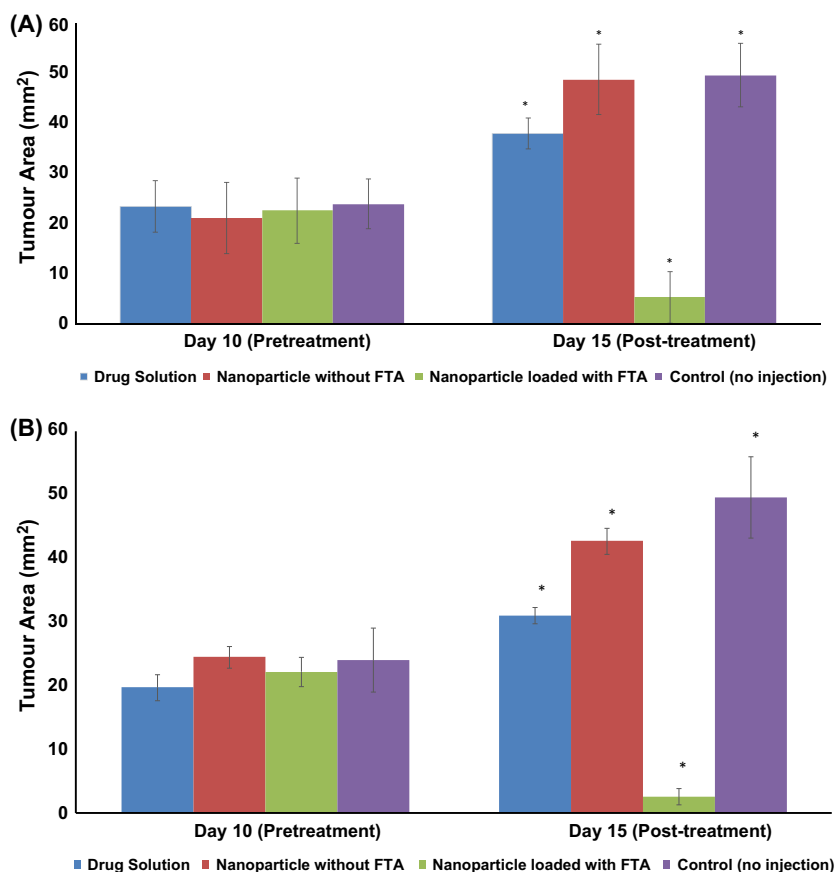 (A)
Tumour Area (mm²)
60
50
40
30
20
10
0
* * * *
Day 10 (Pretreatment) Day 15 (Post-treatment)
Drug Solution Nanoparticle without FTA Nanoparticle loaded with FTA Control (no injection)
(B)
Tumour Area (mm²)
60
50
40
30
20
10
0
* * * *
Day 10 (Pretreatment) Day 15 (Post-treatment)
Drug Solution Nanoparticle without FTA Nanoparticle loaded with FTA Control (no injection)